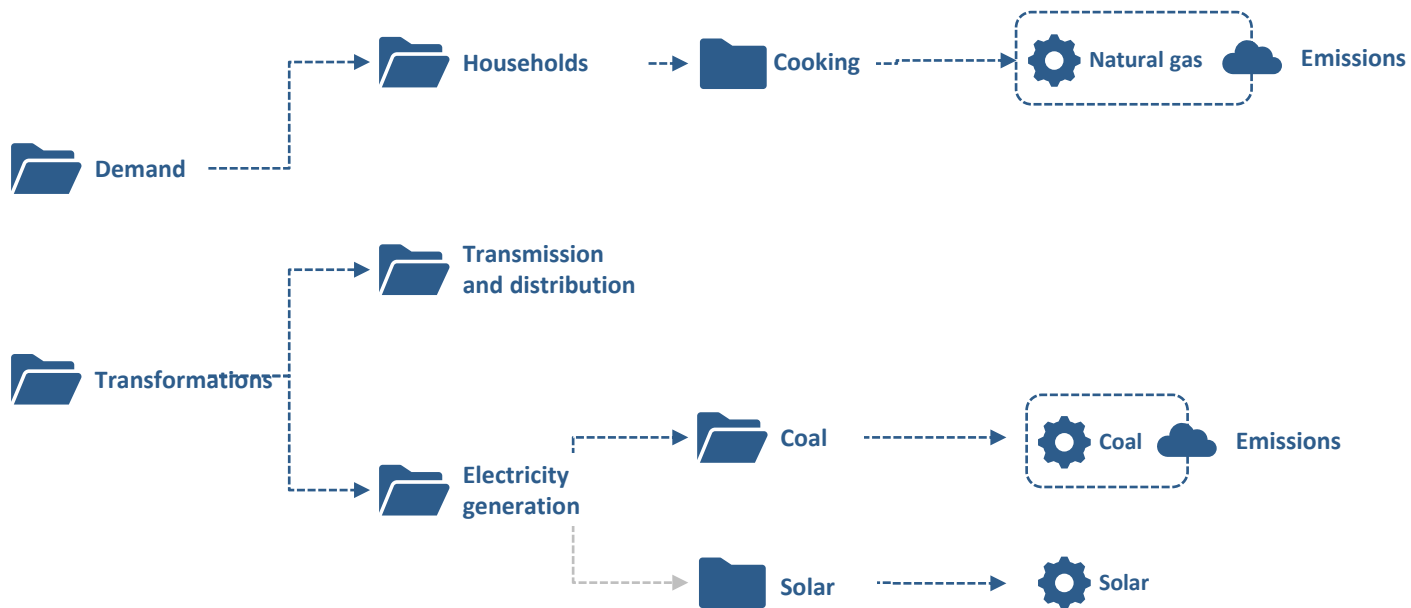 Households
Cooking
Natural gas
Emissions
Demand
Transmission
and distribution
Transformations
Coal
Coal
Emissions
Electricity
generation
Solar
Solar